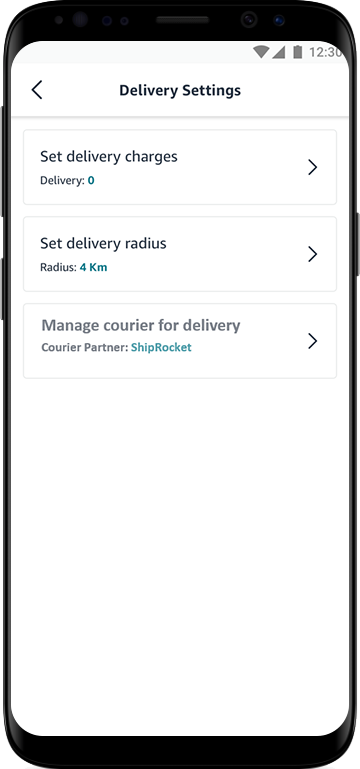 12:30
Delivery Settings
Set delivery charges
Delivery: 0
Set delivery radius
Radius: 4 Km
Manage courier for delivery
Courier Partner: ShipRocket